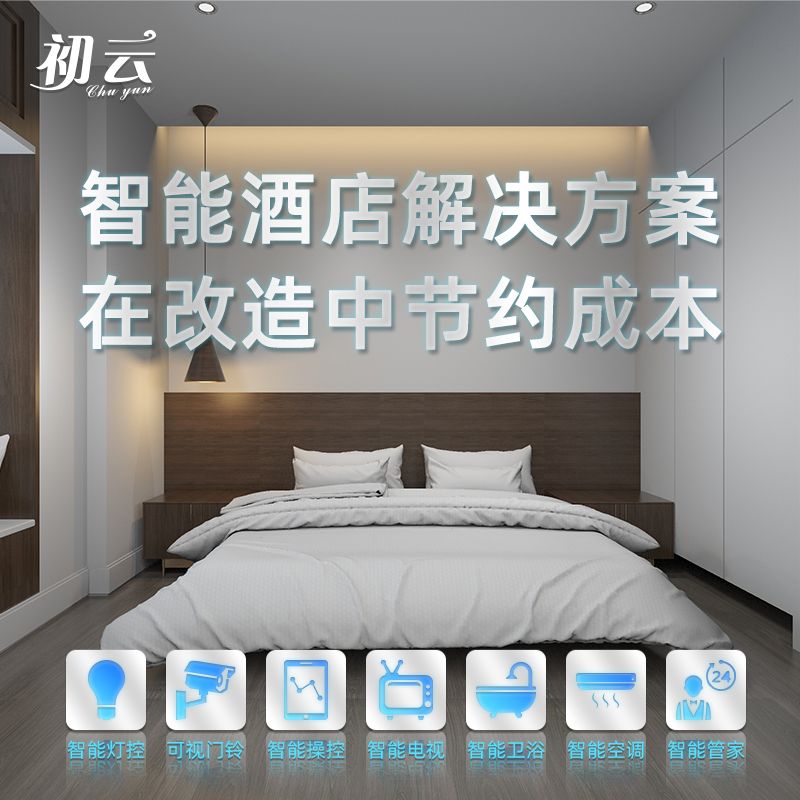 初云
Chu yun
智能酒店解决方案
在改造中节约成本
24
智能灯控 可视门铃 智能操控 智能电视 智能卫浴 智能空调 智能管家